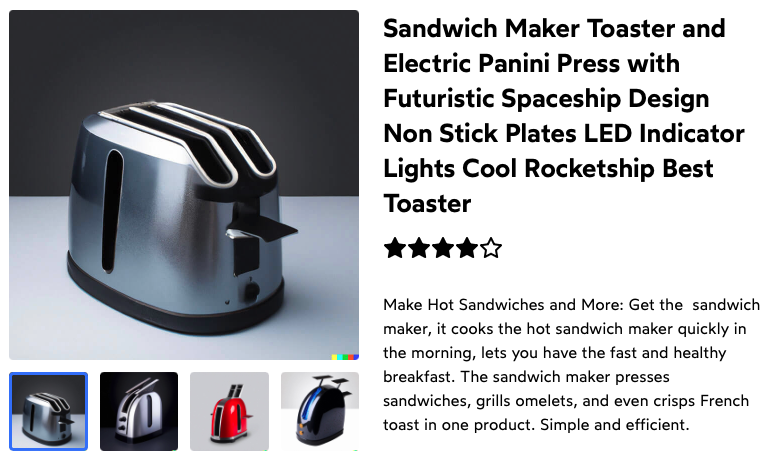 Sandwich Maker Toaster and
Electric Panini Press with
Futuristic Spaceship Design
Non Stick Plates LED Indicator
Lights Cool Rocketship Best
Toaster
Make Hot Sandwiches and More: Get the  sandwich
maker, it cooks the hot sandwich maker quickly in
the morning, lets you have the fast and healthy
breakfast. The sandwich maker presses
sandwiches, grills omelets, and even crisps French
toast in one product. Simple and efficient.